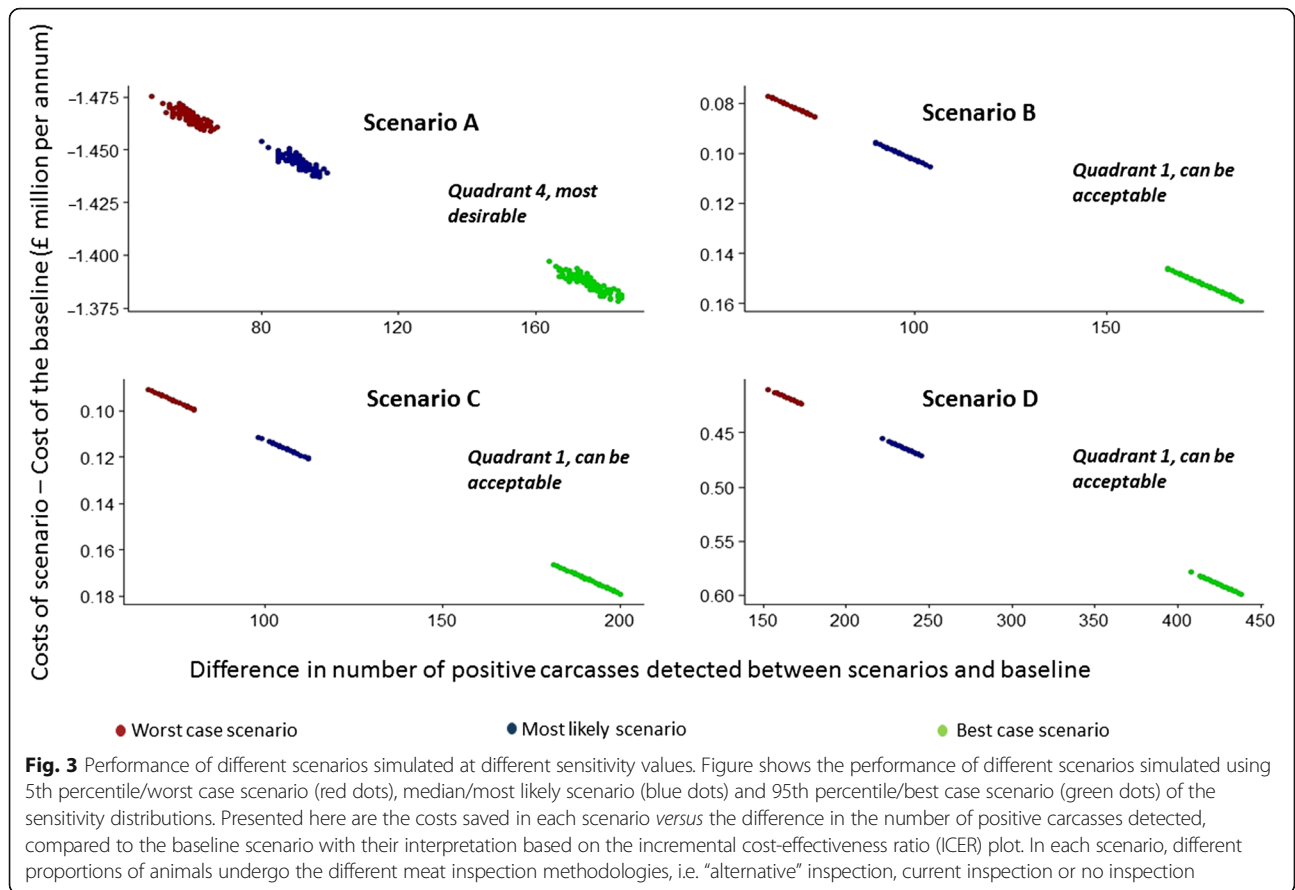 Costs of scenario – Cost of the baseline (£ million per annum)
Scenario A
Quadrant 4, most
desirable
−1.475
−1.450
−1.425
−1.400
−1.375
80 120 160
Scenario B
Quadrant 1, can be
acceptable
0.08
0.10
0.12
0.14
0.16
100 150
Scenario C
Quadrant 1, can be
acceptable
0.10
0.12
0.14
0.16
0.18
100 150 200
Scenario D
Quadrant 1, can be
acceptable
0.45
0.50
0.55
0.60
150 200 250 300 350 400 450
Difference in number of positive carcasses detected between scenarios and baseline
Worst case scenario
Most likely scenario
Best case scenario
Fig. 3 Performance of different scenarios simulated at different sensitivity values. Figure shows the performance of different scenarios simulated using
5th percentile/worst case scenario (red dots), median/most likely scenario (blue dots) and 95th percentile/best case scenario (green dots) of the
sensitivity distributions. Presented here are the costs saved in each scenario versus the difference in the number of positive carcasses detected,
compared to the baseline scenario with their interpretation based on the incremental cost-effectiveness ratio (ICER) plot. In each scenario, different
proportions of animals undergo the different meat inspection methodologies, i.e. “alternative” inspection, current inspection or no inspection